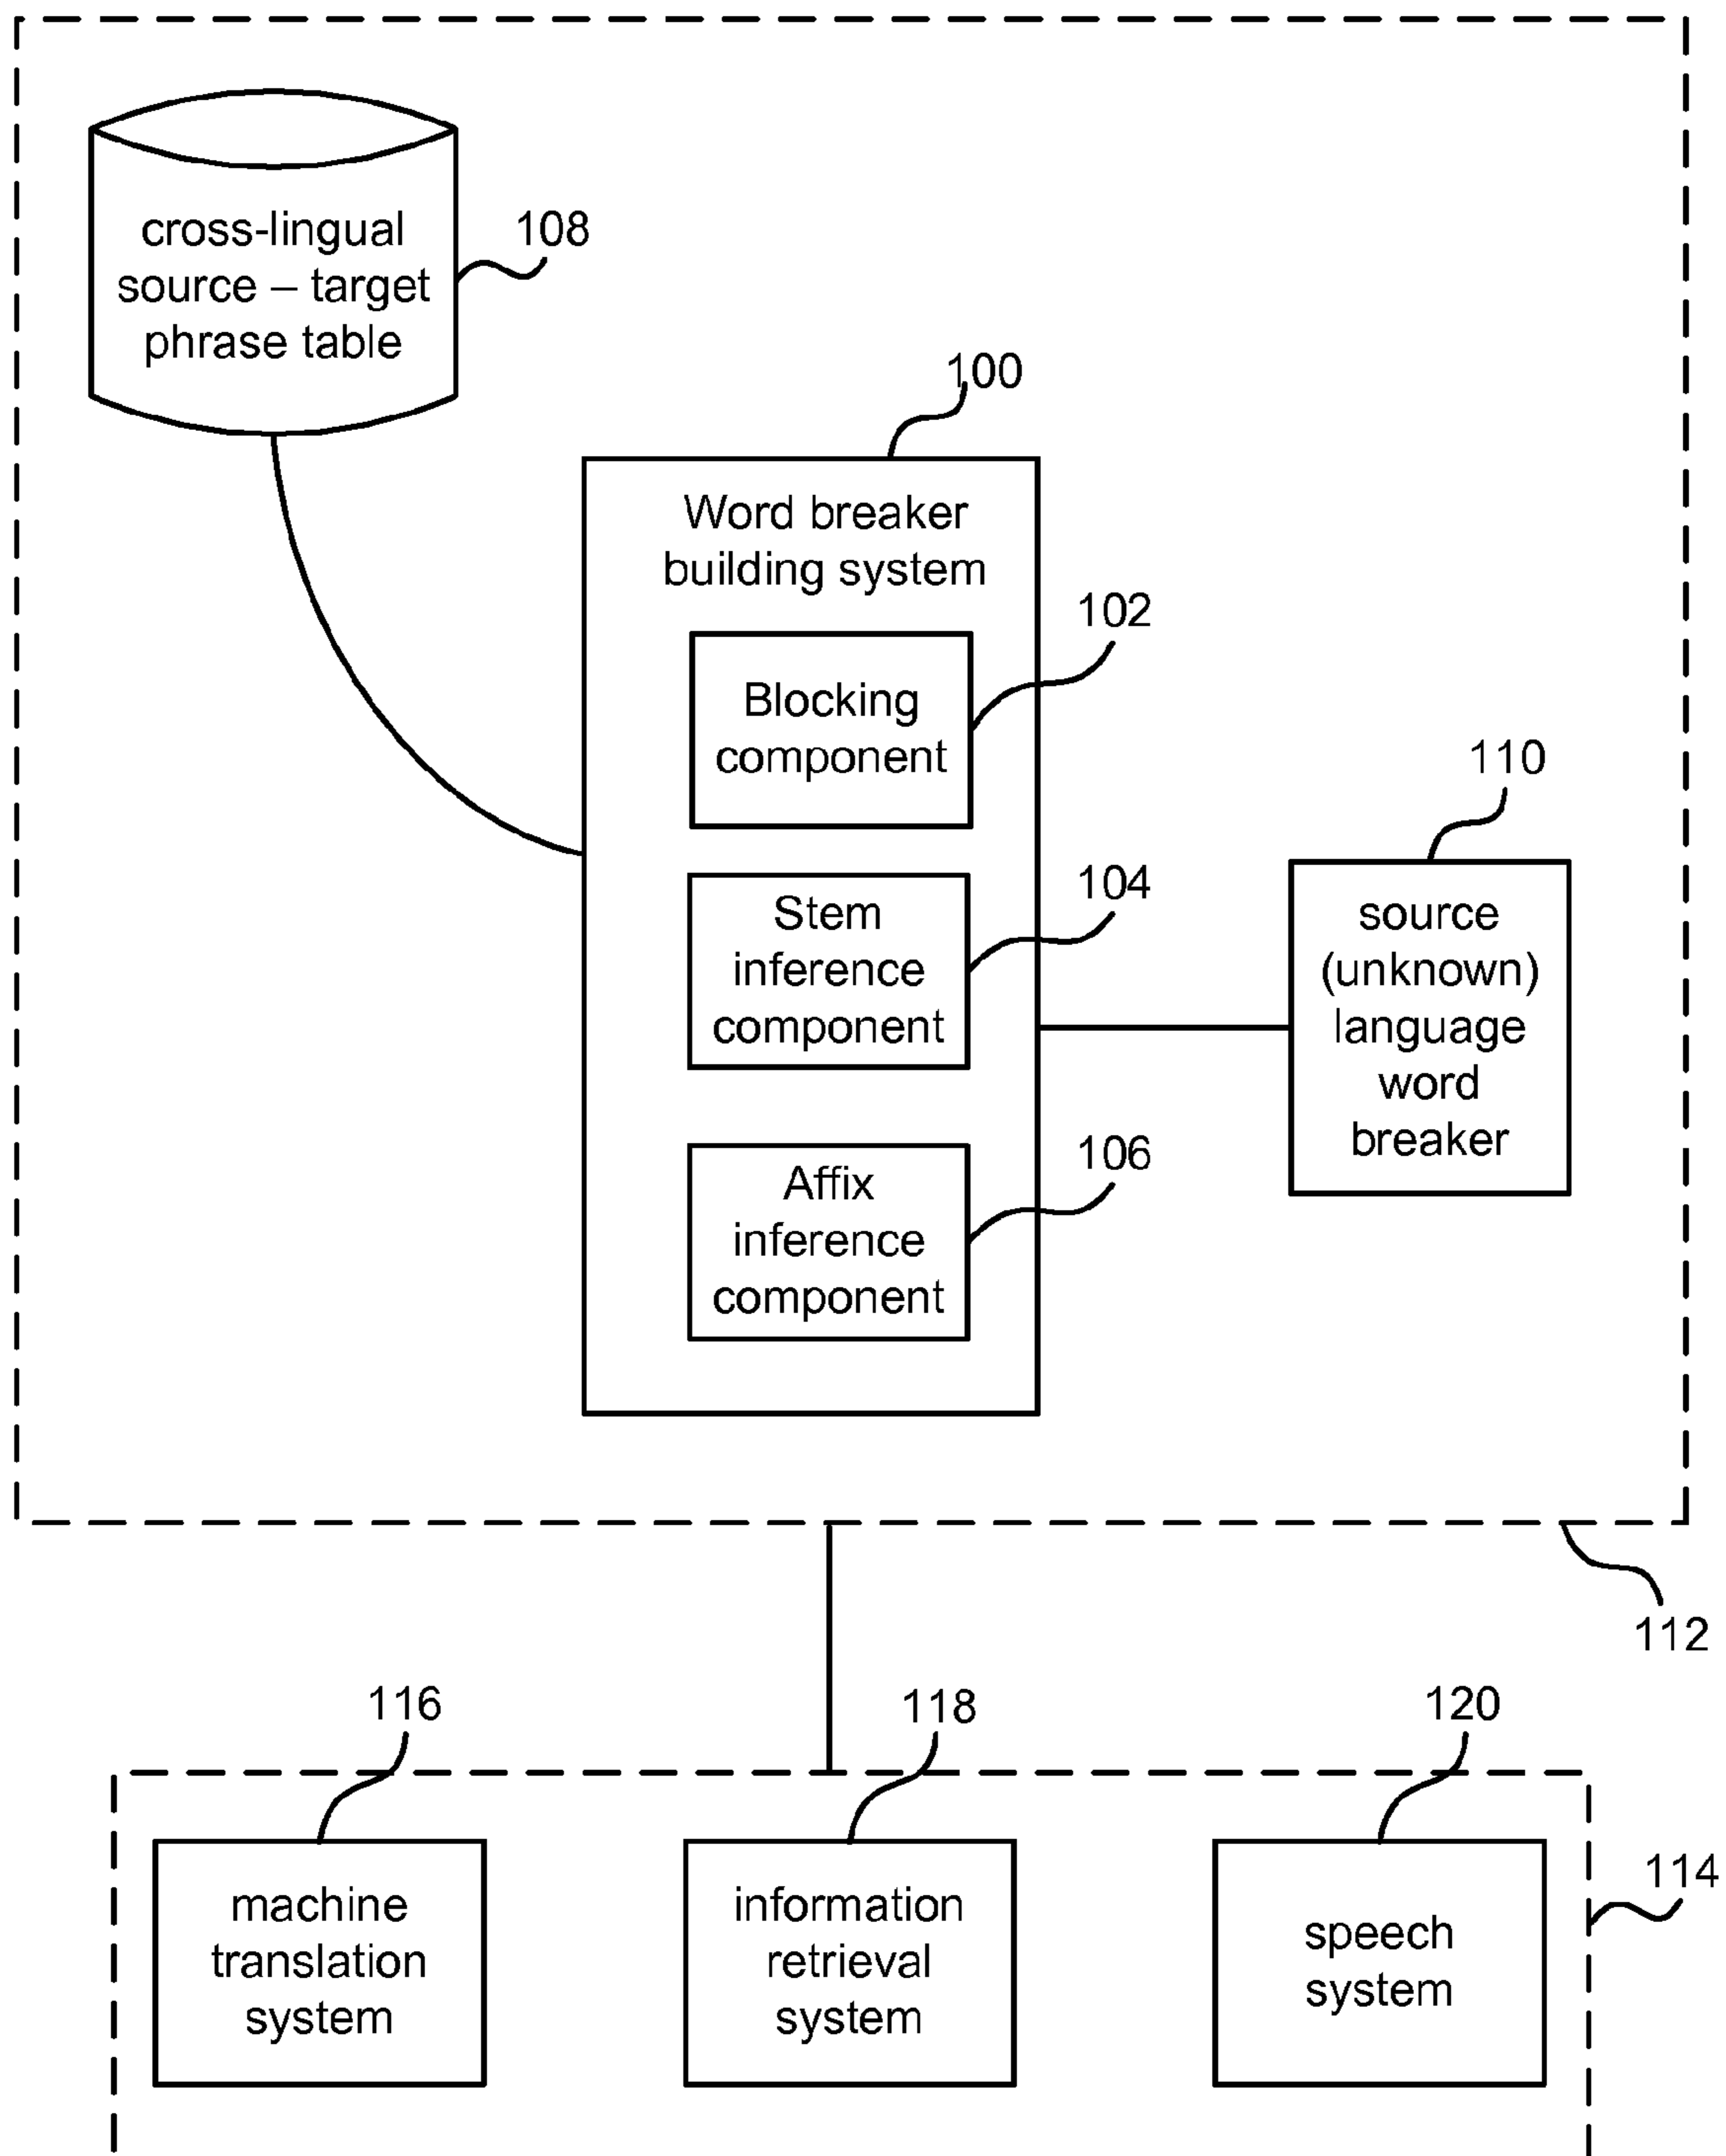 cross-lingual
source – target
phrase table
108
100
Word breaker
building system
102
Blocking
component
110
104
Stem
inference
component
source
(unknown)
language
word
breaker
106
Affix
inference
component
112
116
118
120
114
machine
translation
system
information
retrieval
system
speech
system